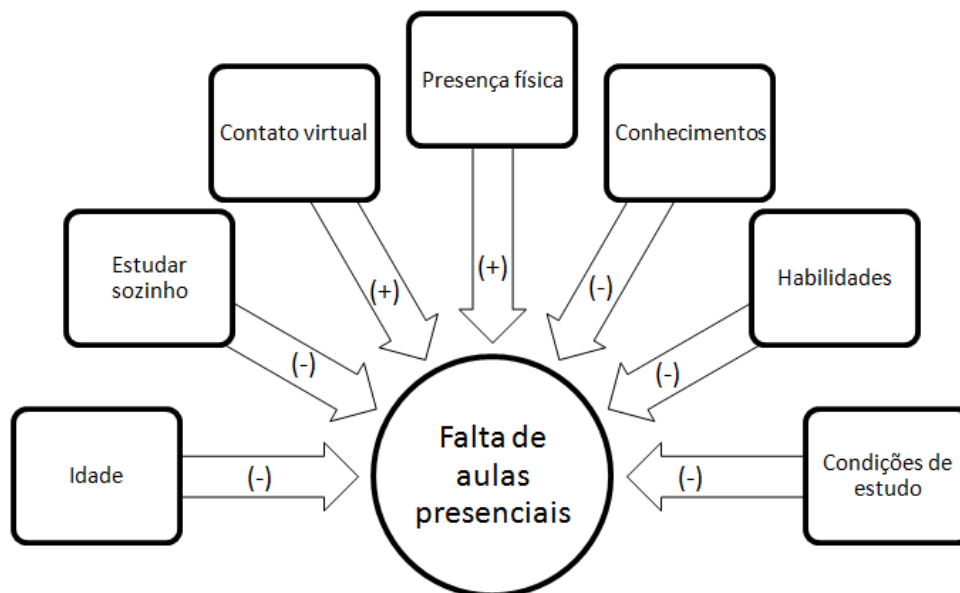 Presença física
Contato virtual
Conhecimentos
Estudar
sozinho
Habilidades
(+)
(+)
(-)
(-)
(-)
Idade
(-)
Falta de
aulas
presenciais
(-)
Condições de
estudo